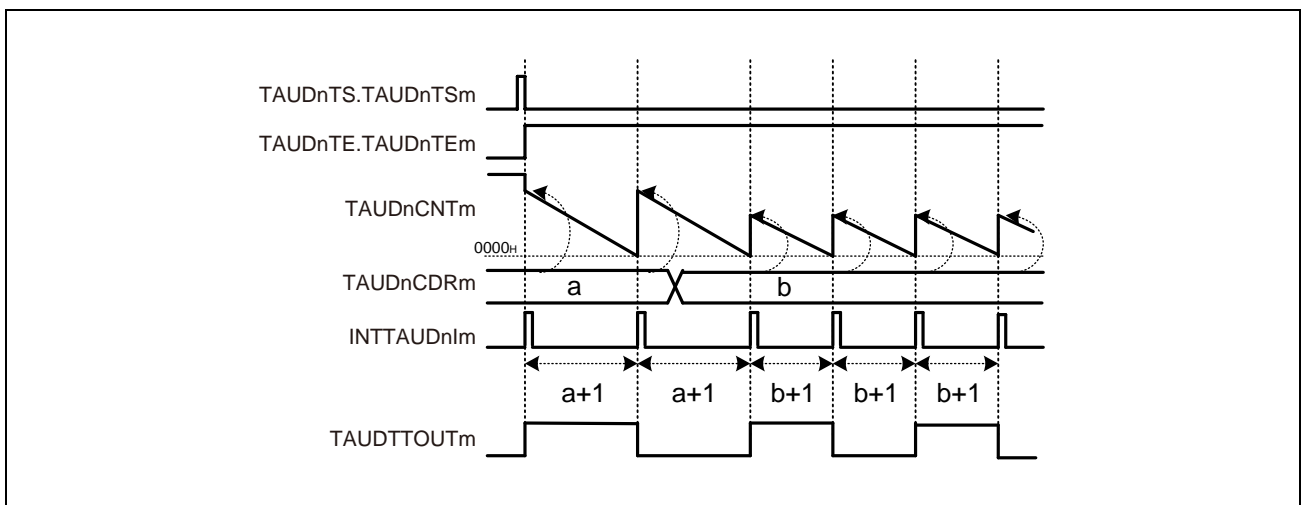 TAUDnTS.TAUDnTSm
TAUDnTE.TAUDnTEm
TAUDnCNTm
0000H
TAUDnCDRm
a
b
INTTAUDnIm
a+1
a+1
b+1
b+1
b+1
TAUDTTOUTm